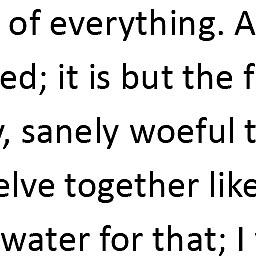 of everything. A
ed; it is but the f
, sanely woeful t
elve together like
water for that; I